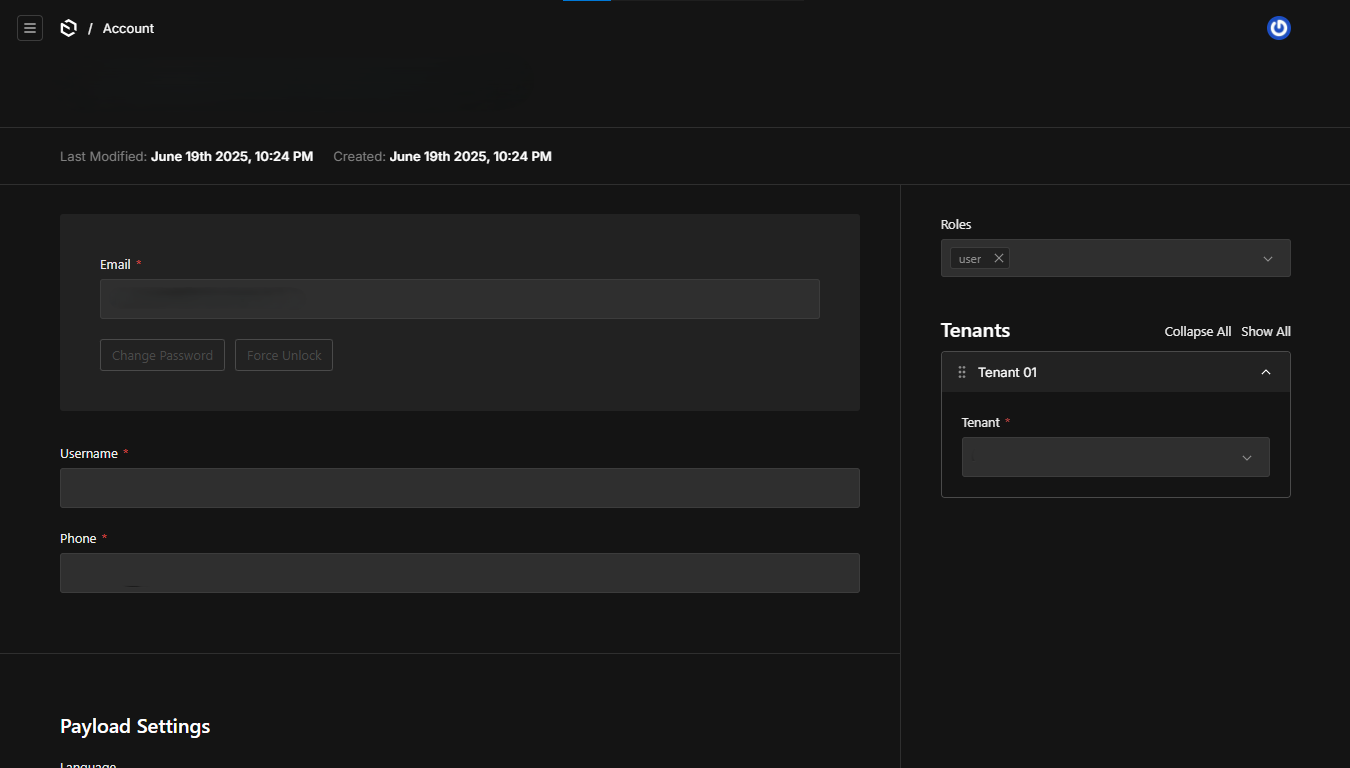 / Account
Last Modified: June 19th 2025, 10:24 PM Created: June 19th 2025, 10:24 PM
Email *
Change Password Force Unlock
Username *
Phone *
Payload Settings
Language
Roles
user
Tenants Collapse All Show All
Tenant 01
Tenant *